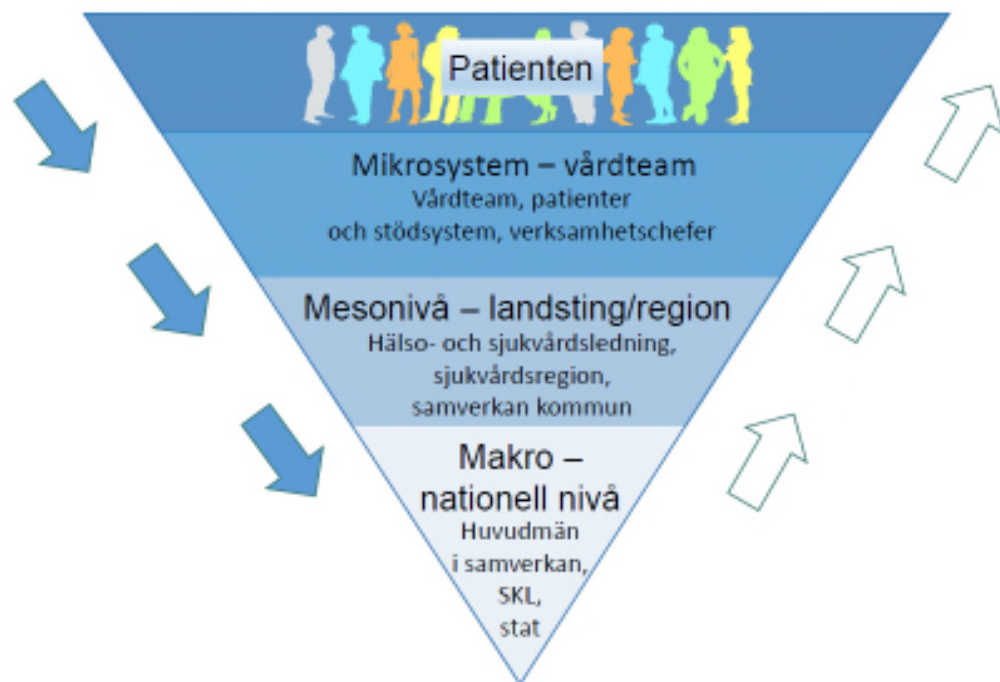 Patienten
Mikrosystem – vårdteam
Vårdteam, patienter
och stödsystem, verksamhetschefer
Mesonivå – landsting/region
Hälso- och sjukvårdsledning,
sjukvårdsregion,
samverkan kommun
Makro –
nationell nivå
Huvudmän
i samverkan,
SKL,
stat